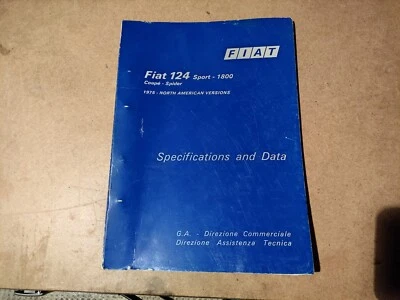 FIAT
Fiat 124 Sport - 1800
Coupé - Spider
1975 - NORTH AMERICAN VERSIONS
Specifications and Data
G.A. - Direzione Commerciale
Direzione Assistenza Tecnica